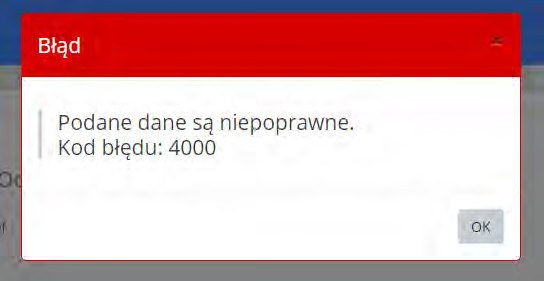 Błąd
Podane dane są niepoprawne.
Kod błędu: 4000
OK